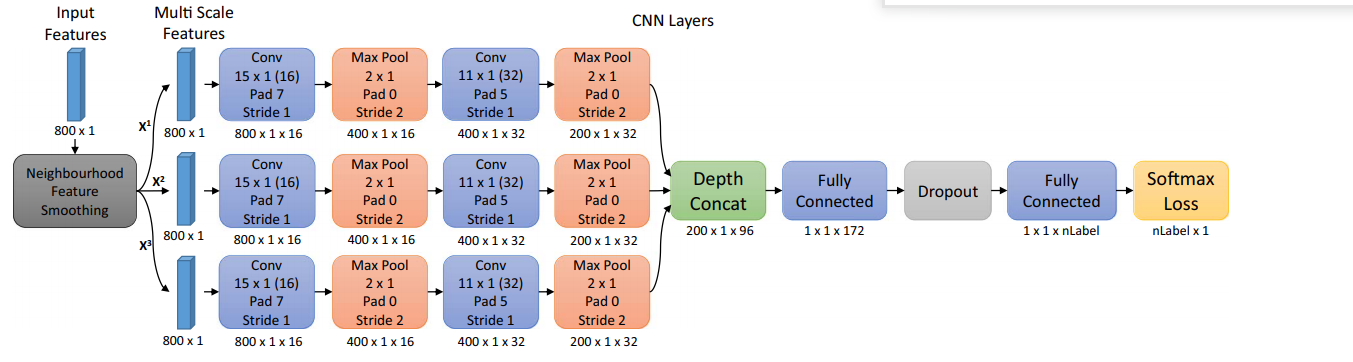 Input
Features
Multi Scale
Features
CNN Layers
800 x 1
Neighbourhood
Feature
Smoothing
X1
X2
X3
800 x 1
Conv
15 x 1 (16)
Pad 7
Stride 1
800 x 1 x 16
Max Pool
2 x 1
Pad 0
Stride 2
400 x 1 x 16
Conv
11 x 1 (32)
Pad 5
Stride 1
400 x 1 x 32
Max Pool
2 x 1
Pad 0
Stride 2
200 x 1 x 32
800 x 1
Conv
15 x 1 (16)
Pad 7
Stride 1
800 x 1 x 16
Max Pool
2 x 1
Pad 0
Stride 2
400 x 1 x 16
Conv
11 x 1 (32)
Pad 5
Stride 1
400 x 1 x 32
Max Pool
2 x 1
Pad 0
Stride 2
200 x 1 x 32
800 x 1
Conv
15 x 1 (16)
Pad 7
Stride 1
800 x 1 x 16
Max Pool
2 x 1
Pad 0
Stride 2
400 x 1 x 16
Conv
11 x 1 (32)
Pad 5
Stride 1
400 x 1 x 32
Max Pool
2 x 1
Pad 0
Stride 2
200 x 1 x 32
Depth
Concat
200 x 1 x 96
Fully
Connected
1 x 1 x 172
Dropout
Fully
Connected
1 x 1 x nLabel
Softmax
Loss
nLabel x 1